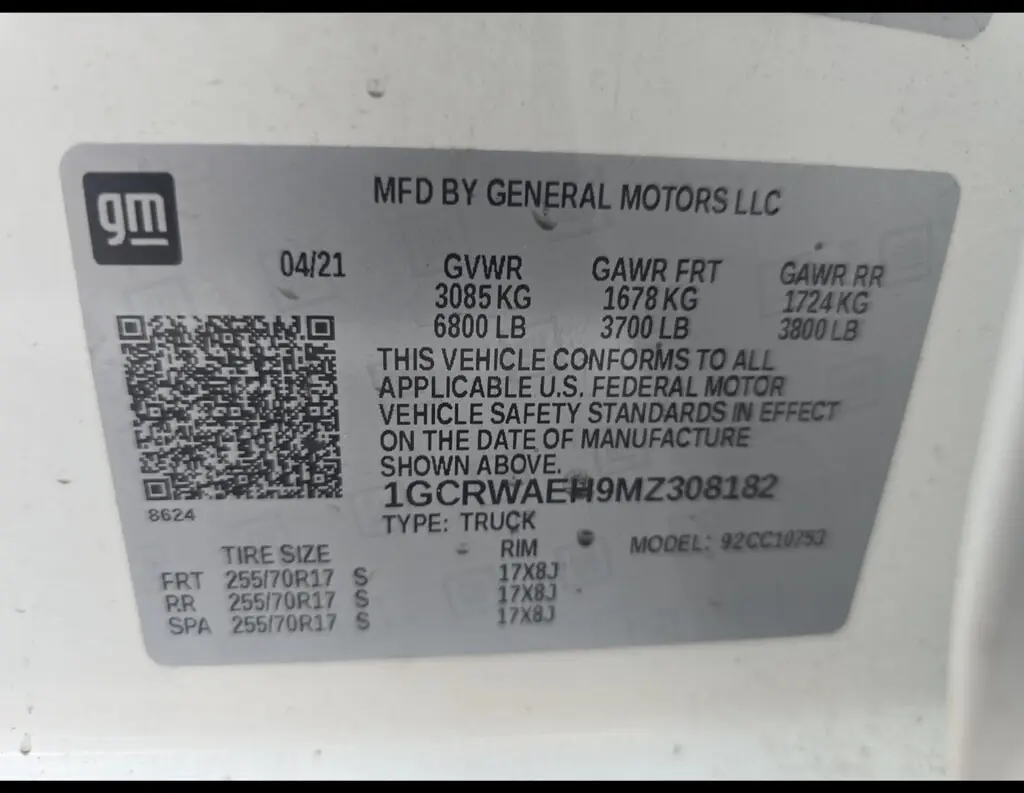 gm
MFD BY GENERAL MOTORS LLC
04/21 GVWR GAWR FRT GAWR RR
3085 KG 1678 KG 1724 KG
6800 LB 3700 LB 3800 LB
THIS VEHICLE CONFORMS TO ALL
APPLICABLE U.S. FEDERAL MOTOR
VEHICLE SAFETY STANDARDS IN EFFECT
ON THE DATE OF MANUFACTURE
SHOWN ABOVE.
1GCRWAEH9MZ308182
8624
TYPE: TRUCK
TIRE SIZE RIM MODEL: 92CC10753
FRT 255/70R17 S 17X8J
RR 255/70R17 S 17X8J
SPA 255/70R17 S 17X8J